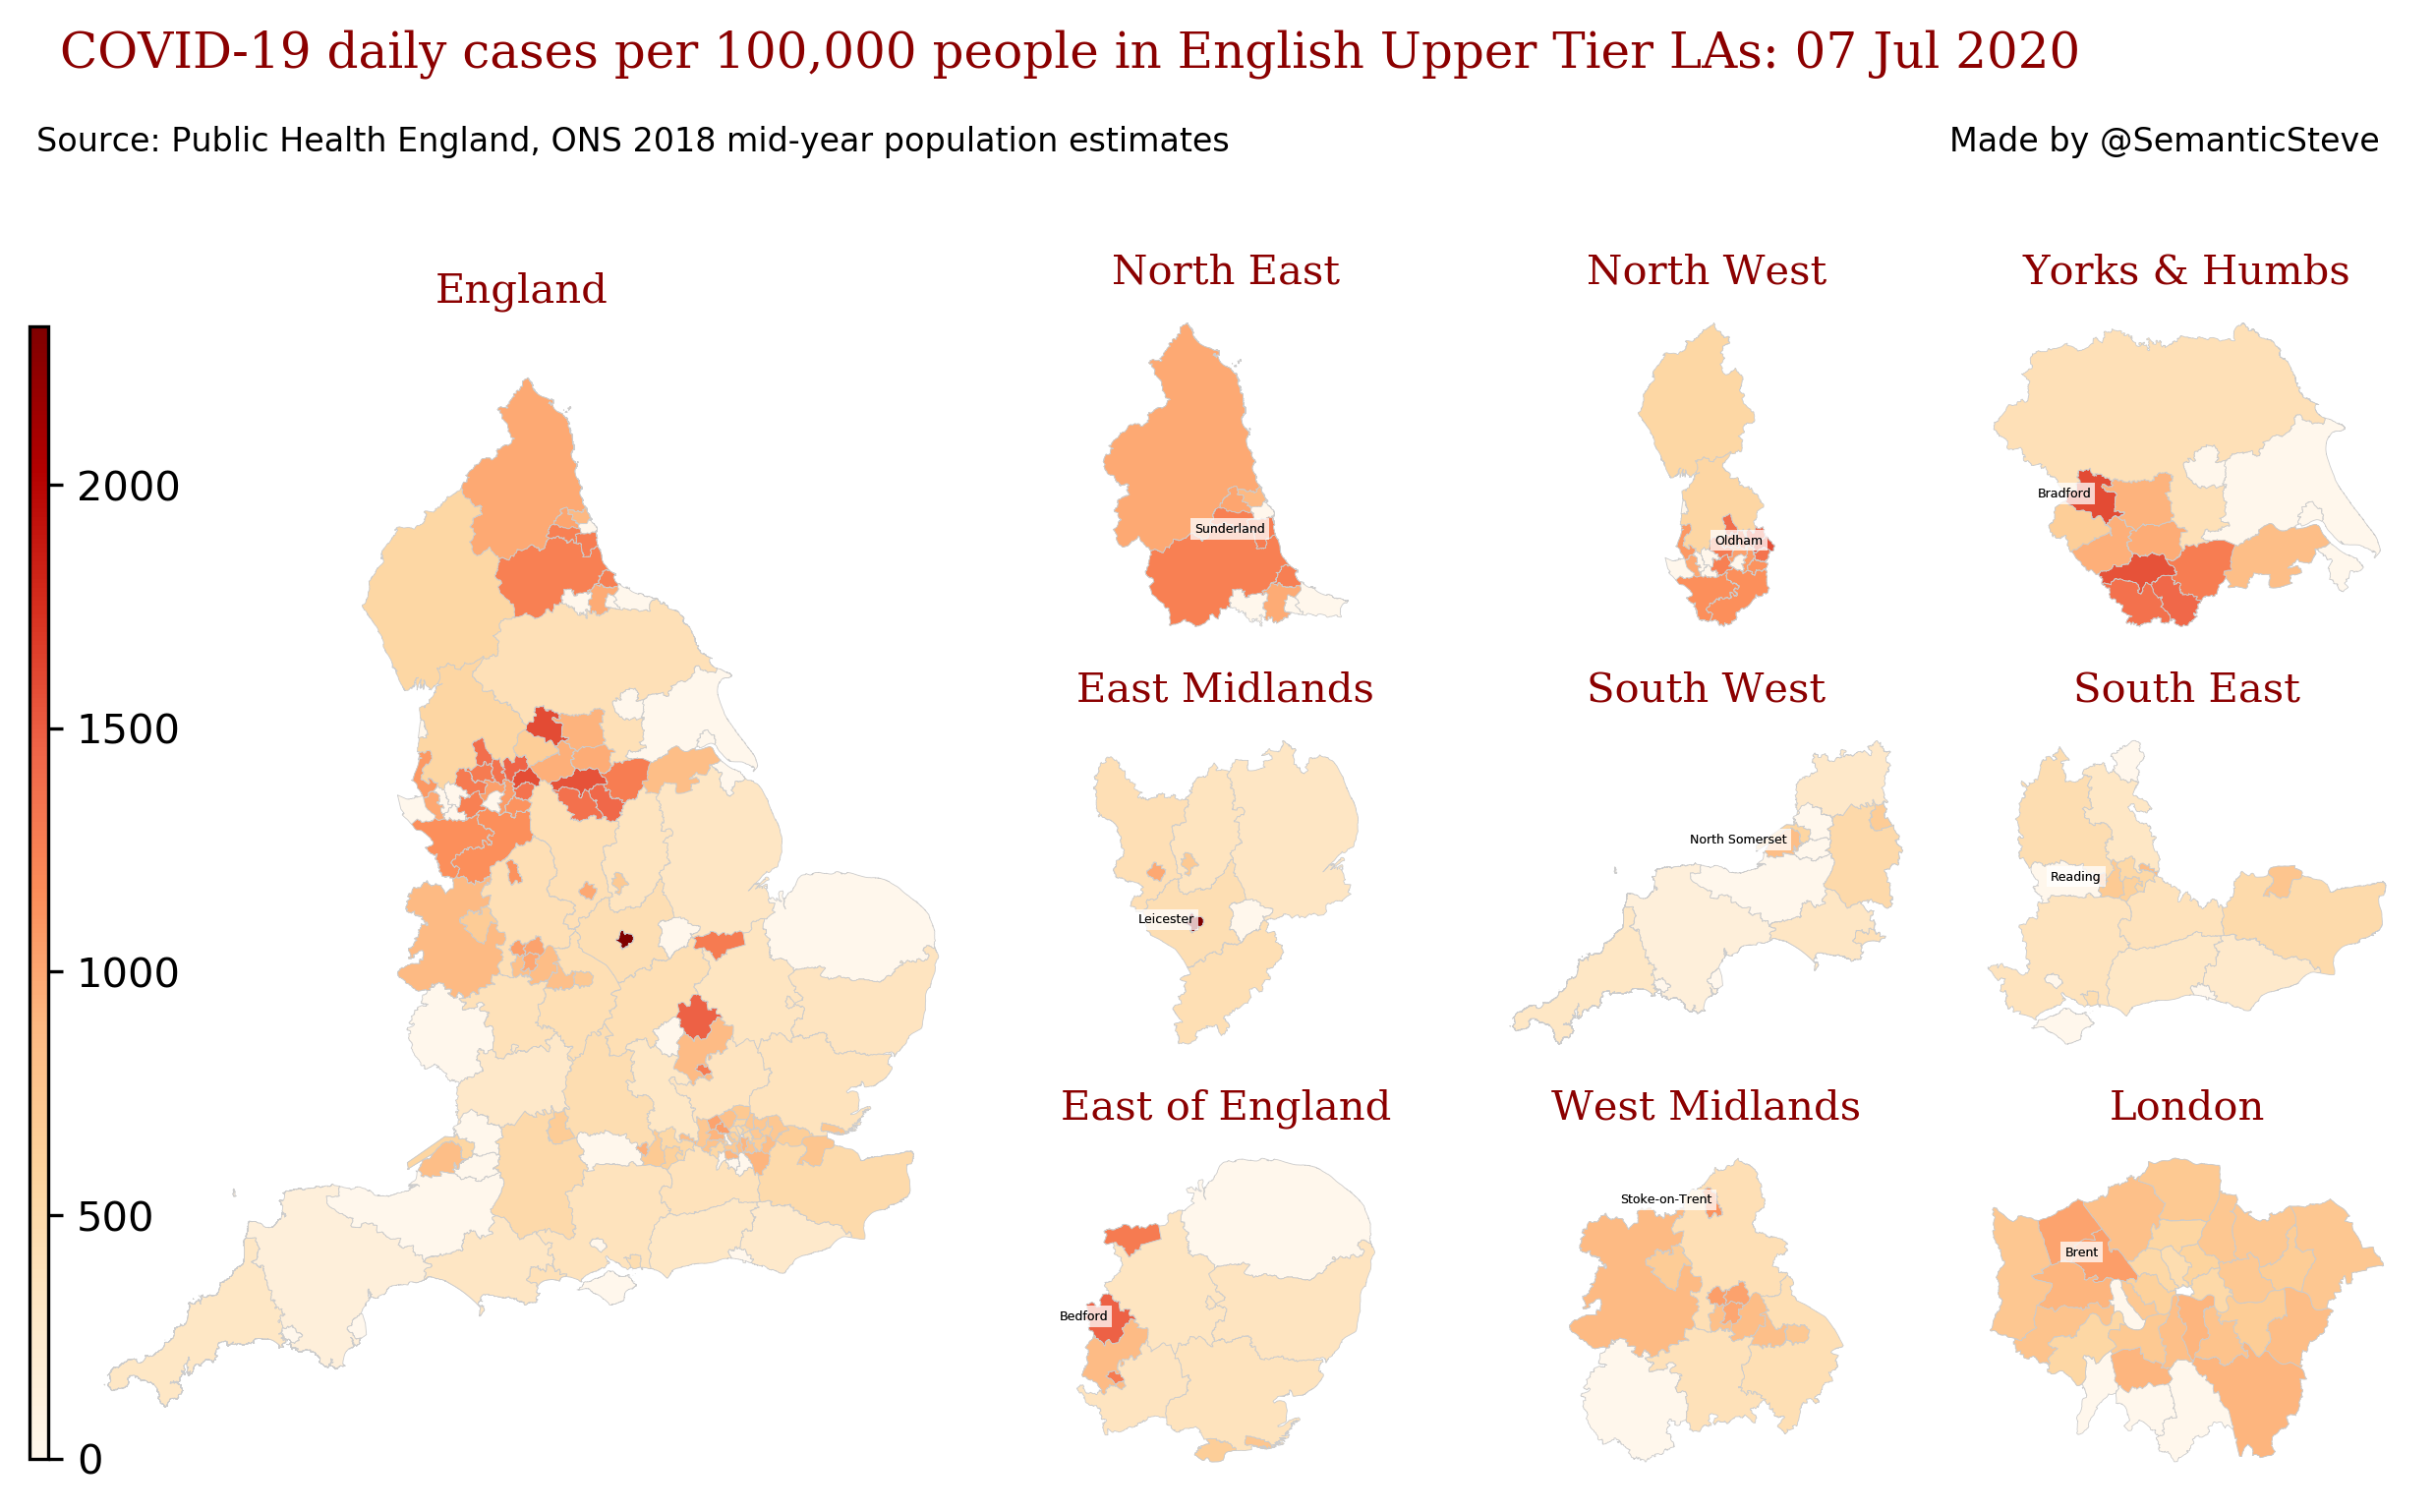 COVID-19 daily cases per 100,000 people in English Upper Tier LAs: 07 Jul 2020
Source: Public Health England, ONS 2018 mid-year population estimates
Made by @SemanticSteve
England
2000
1500
1000
500
0
North East
Sunderland
North West
Oldham
Yorks & Humbs
Bradford
East Midlands
Leicester
South West
North Somerset
South East
Reading
East of England
Bedford
West Midlands
Stoke-on-Trent
London
Brent